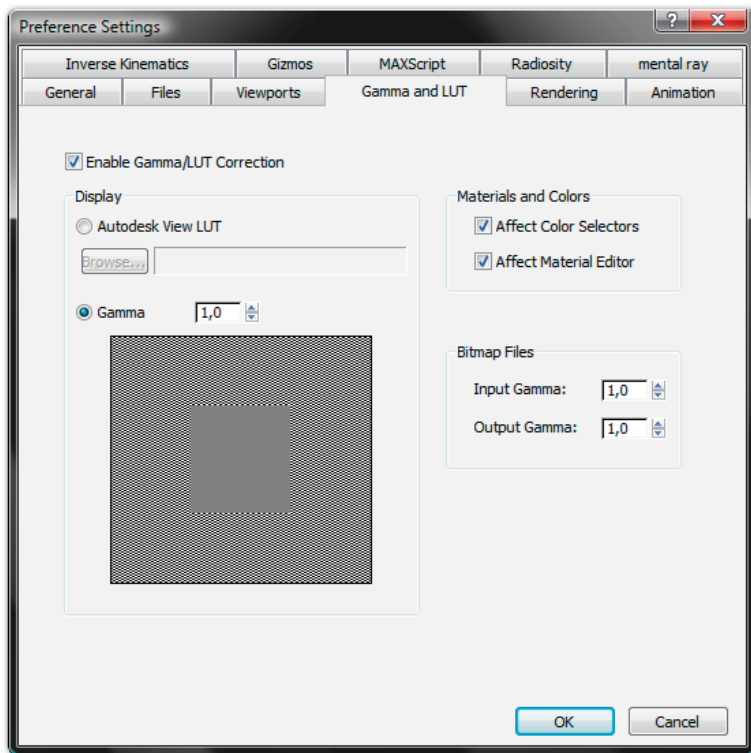 Preference Settings
?
X
Inverse Kinematics Gizmos MAXScript Radiosity mental ray
General Files Viewports Gamma and LUT Rendering Animation
Enable Gamma/LUT Correction
Display
Autodesk View LUT
Browse...
Gamma 1,0
Materials and Colors
Affect Color Selectors
Affect Material Editor
Bitmap Files
Input Gamma: 1,0
Output Gamma: 1,0
OK Cancel